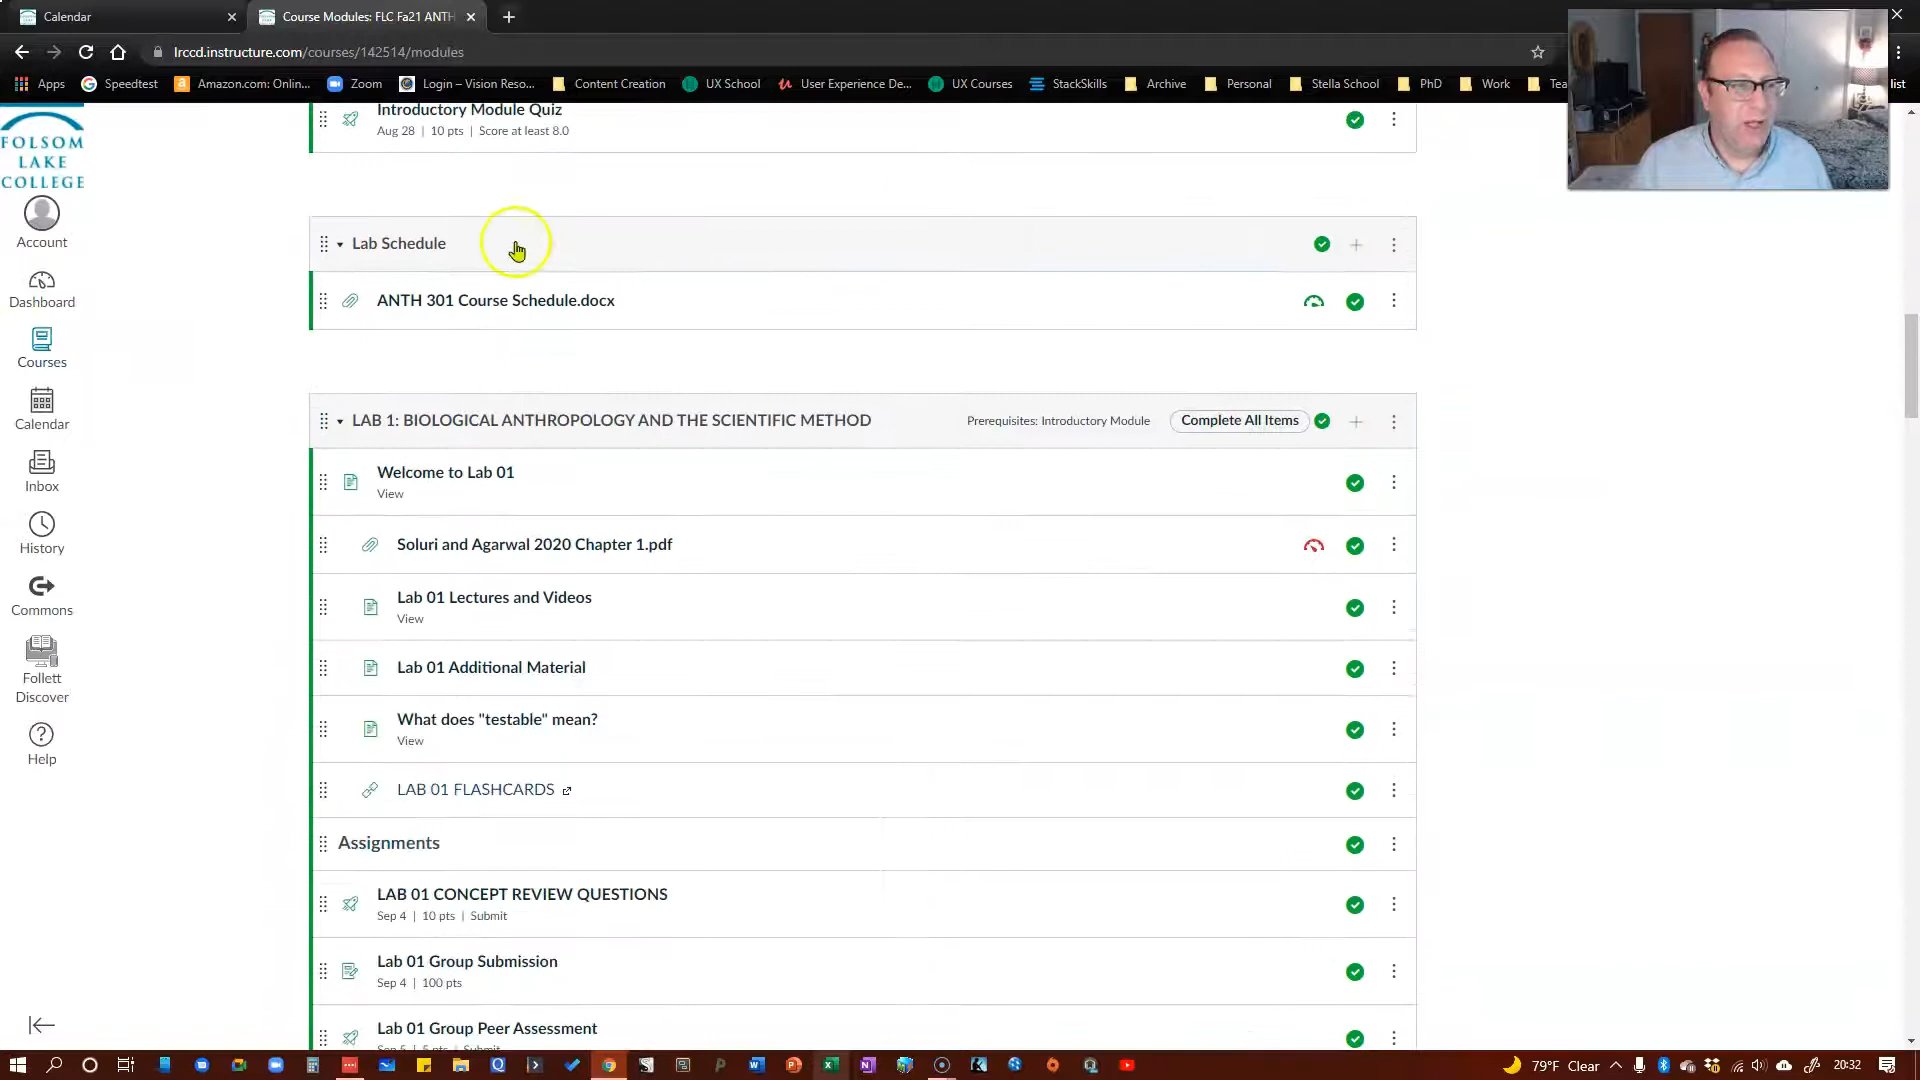 Calendar
Course Modules: FLC Fa21 ANTH
lrccd.instructure.com/courses/142514/modules
Apps
Speedtest
Amazon.com: Onlin...
Zoom
Login – Vision Reso...
Content Creation
UX School
User Experience De...
UX Courses
StackSkills
Archive
Personal
Stella School
PhD
Work
Tea
list
FOLSOM
LAKE
COLLEGE
Account
Dashboard
Courses
Calendar
Inbox
History
Commons
Follett
Discover
Help
Introductory Module Quiz
Aug 28 | 10 pts | Score at least 8.0
Lab Schedule
ANTH 301 Course Schedule.docx
LAB 1: BIOLOGICAL ANTHROPOLOGY AND THE SCIENTIFIC METHOD
Prerequisites: Introductory Module
Complete All Items
Welcome to Lab 01
View
Soluri and Agarwal 2020 Chapter 1.pdf
Lab 01 Lectures and Videos
View
Lab 01 Additional Material
What does "testable" mean?
View
LAB 01 FLASHCARDS
Assignments
LAB 01 CONCEPT REVIEW QUESTIONS
Sep 4 | 10 pts | Submit
Lab 01 Group Submission
Sep 4 | 100 pts
Lab 01 Group Peer Assessment
Sep 5 | 5 pts | Submit
79°F Clear
20:32